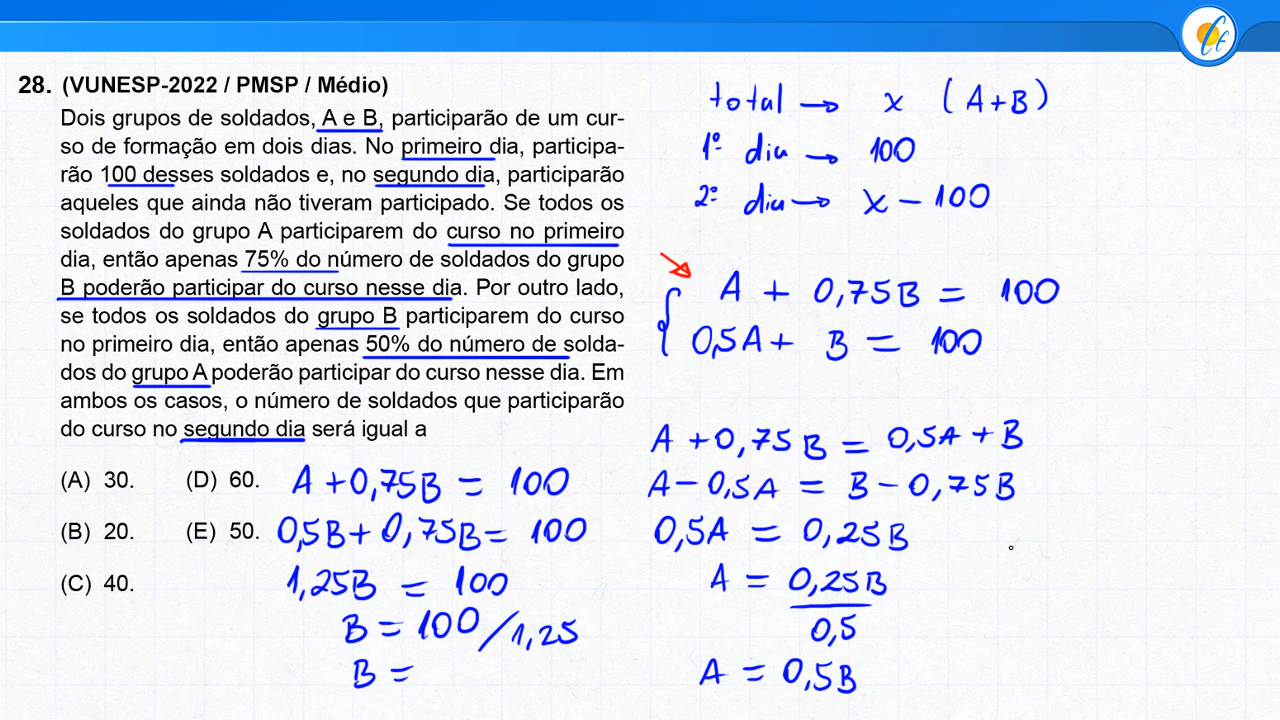 28. (VUNESP-2022 / PMSP / Médio)
Dois grupos de soldados, A e B, participarão de um cur-
so de formação em dois dias. No primeiro dia, participa-
rão 100 desses soldados e, no segundo dia, participarão
aqueles que ainda não tiveram participado. Se todos os
soldados do grupo A participarem do curso no primeiro
dia, então apenas 75% do número de soldados do grupo
B poderão participar do curso nesse dia. Por outro lado,
se todos os soldados do grupo B participarem do curso
no primeiro dia, então apenas 50% do número de solda-
dos do grupo A poderão participar do curso nesse dia. Em
ambos os casos, o número de soldados que participarão
do curso no segundo dia será igual a
(A) 30. (D) 60.
(B) 20. (E) 50.
(C) 40.
A + 0,75B = 100
0,5B + 0,75B = 100
1,25B = 100
B = 100/1,25
B =
total → x (A+B)
1º dia → 100
2º dia → x - 100
A + 0,75B = 100
0,5A + B = 100
A + 0,75B = 0,5A + B
A - 0,5A = B - 0,75B
0,5A = 0,25B
A = 0,25B
0,5
A = 0,5B